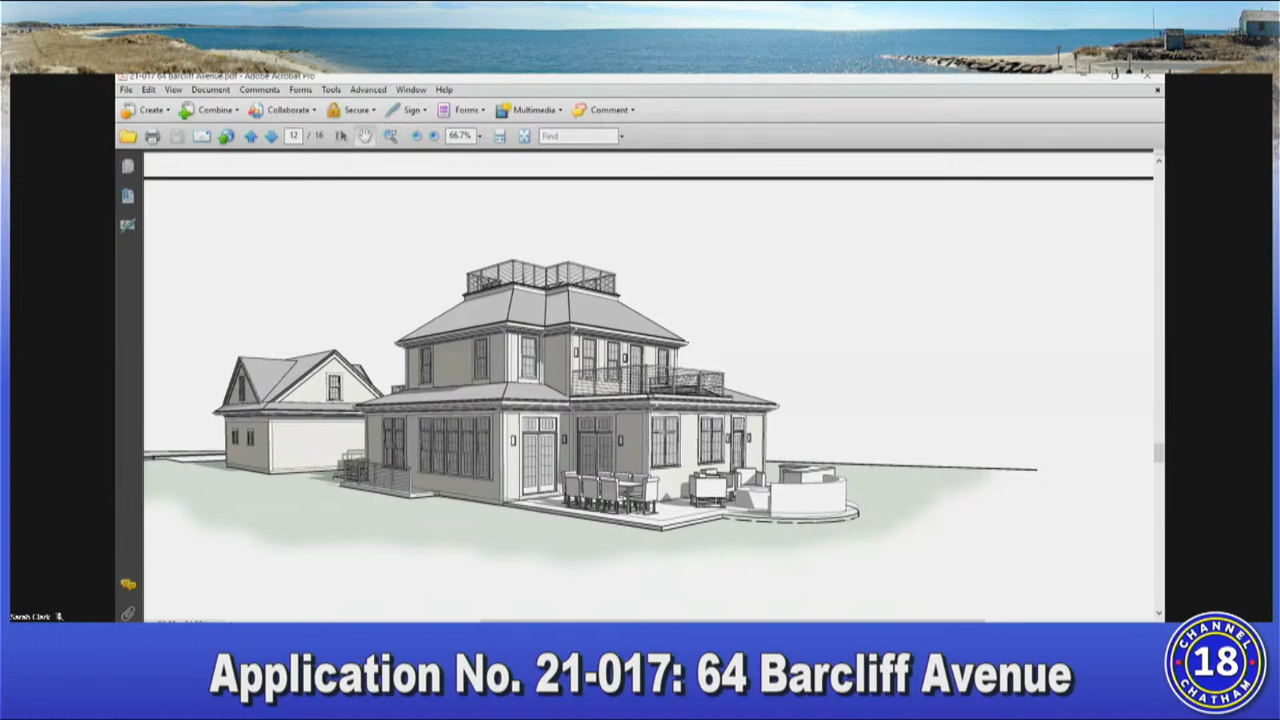 21-017 64 Barcliff Avenue.pdf - Adobe Acrobat Pro
File Edit View Document Comments Forms Tools Advanced Window Help
Create Combine Collaborate Secure Sign Forms Multimedia Comment
12 / 16 66.7% Find
Sarah Clark
Application No. 21-017: 64 Barcliff Avenue
CHANNEL
18
CHATHAM